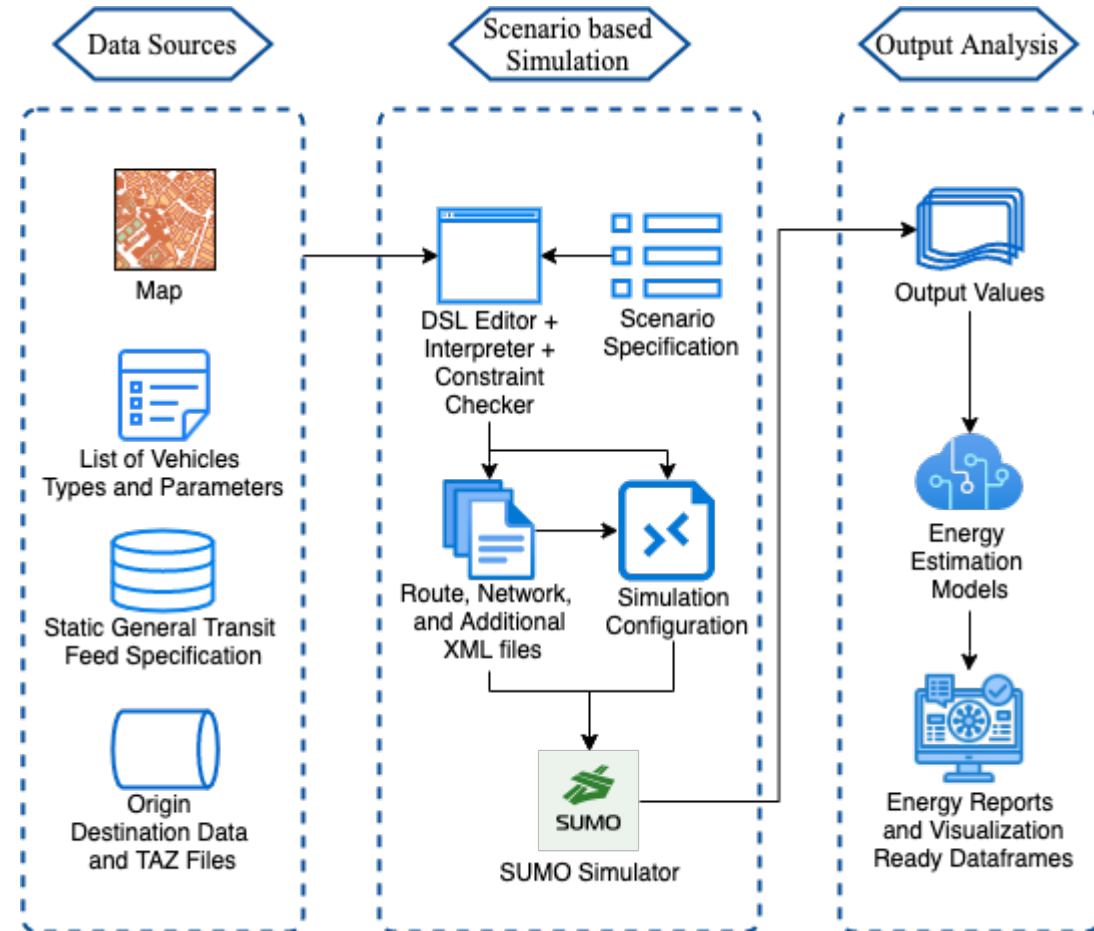 Data Sources
Scenario based
Simulation
Output Analysis
Map
List of Vehicles
Types and Parameters
Static General Transit
Feed Specification
Origin
Destination Data
and TAZ Files
DSL Editor +
Interpreter +
Constraint
Checker
Scenario
Specification
Route, Network,
and Additional
XML files
Simulation
Configuration
SUMO
SUMO Simulator
Output Values
Energy
Estimation
Models
Energy Reports
and Visualization
Ready Dataframes